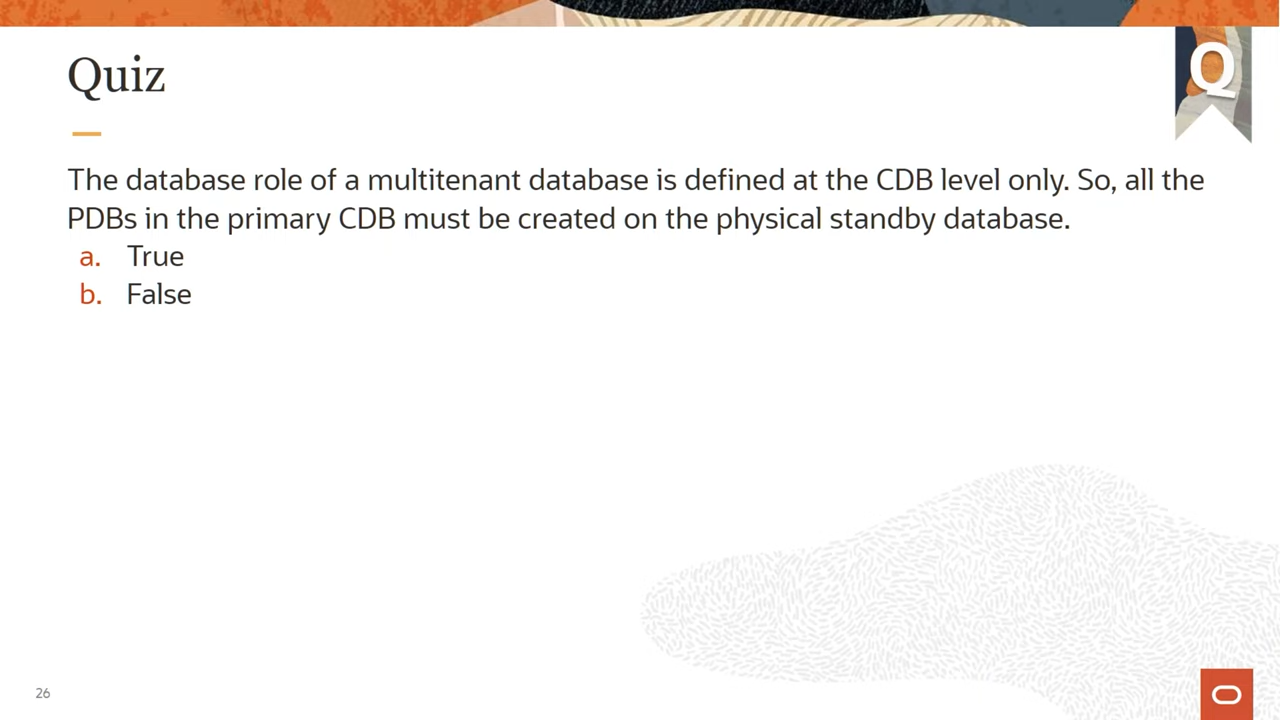 Q
Quiz
The database role of a multitenant database is defined at the CDB level only. So, all the
PDBs in the primary CDB must be created on the physical standby database.
a. True
b. False
26